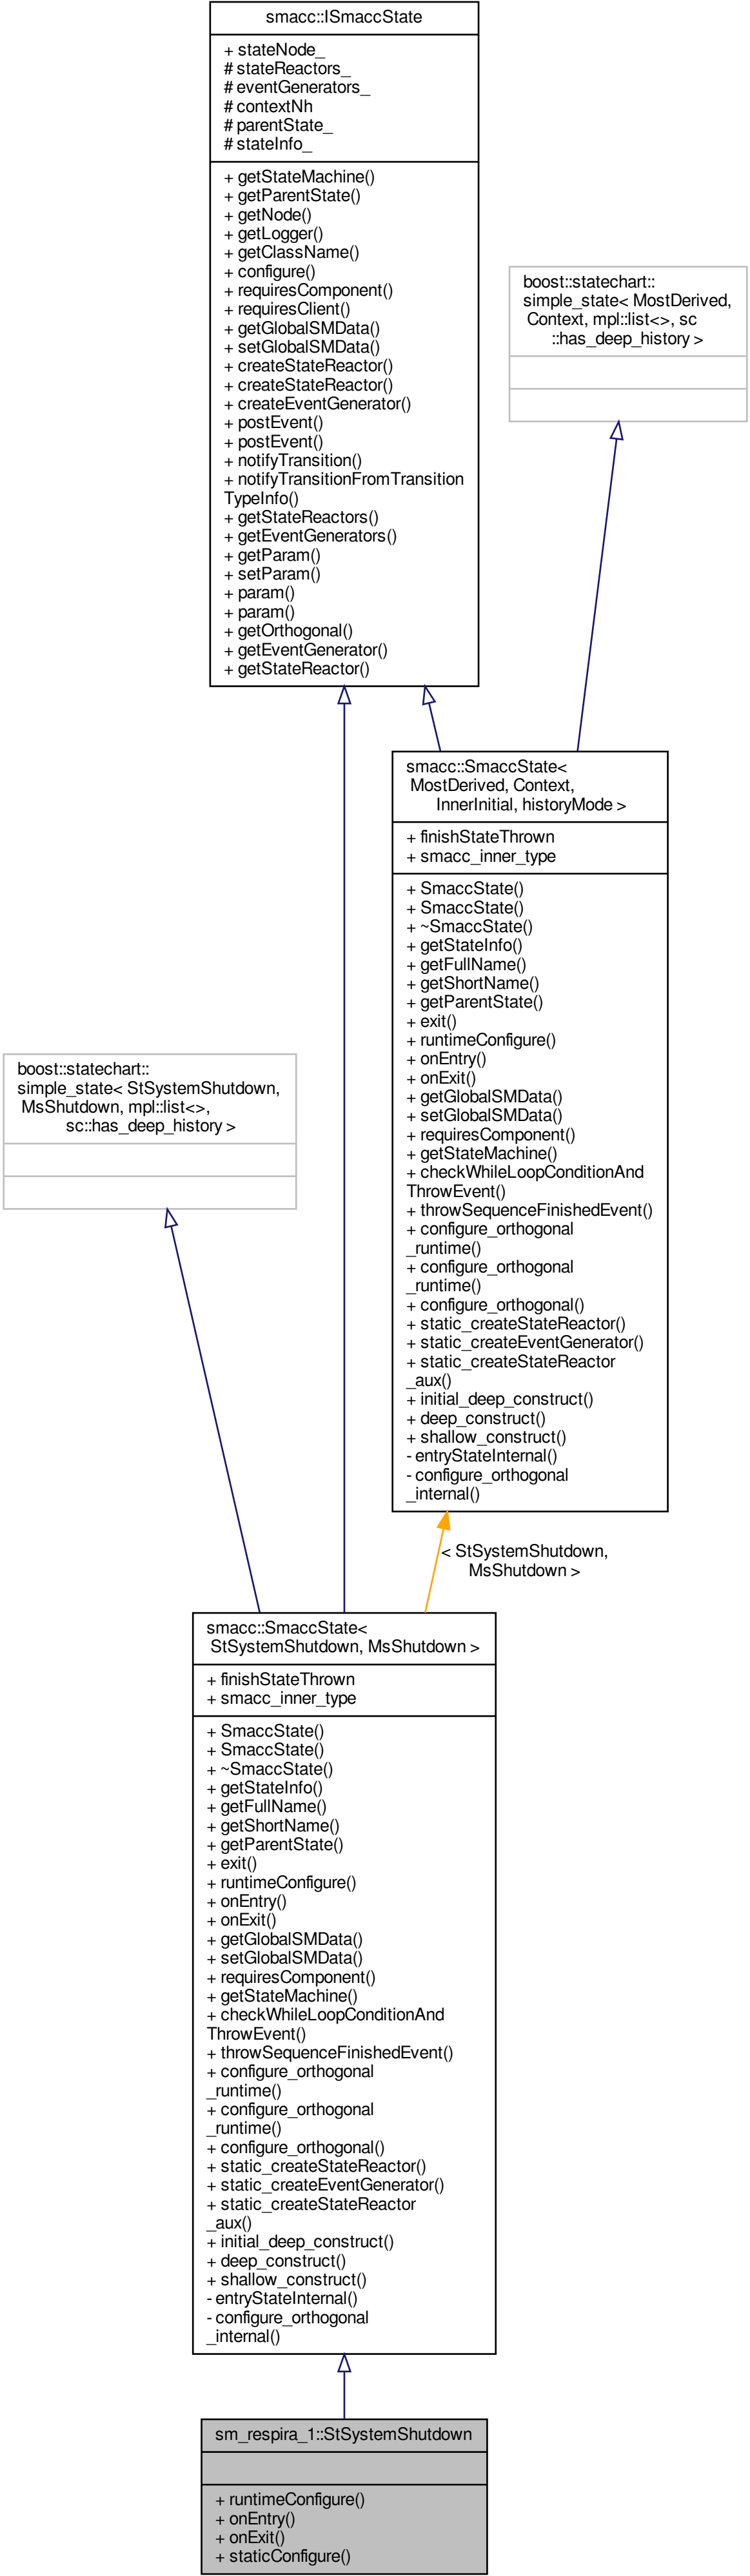 smacc::ISmaccState
+ stateNode_
# stateReactors_
# eventGenerators_
# contextNh
# parentState_
# stateInfo_
+ getStateMachine()
+ getParentState()
+ getNode()
+ getLogger()
+ getClassName()
+ configure()
+ requiresComponent()
+ requiresClient()
+ getGlobalSMData()
+ setGlobalSMData()
+ createStateReactor()
+ createStateReactor()
+ createEventGenerator()
+ postEvent()
+ postEvent()
+ notifyTransition()
+ notifyTransitionFromTransition
TypeInfo()
+ getStateReactors()
+ getEventGenerators()
+ getParam()
+ setParam()
+ param()
+ param()
+ getOrthogonal()
+ getEventGenerator()
+ getStateReactor()
boost::statechart::
simple_state< MostDerived,
Context, mpl::list<>, sc
::has_deep_history >
smacc::SmaccState<
MostDerived, Context,
InnerInitial, historyMode >
+ finishStateThrown
+ smacc_inner_type
+ SmaccState()
+ SmaccState()
+ ~SmaccState()
+ getStateInfo()
+ getFullName()
+ getShortName()
+ getParentState()
+ exit()
+ runtimeConfigure()
+ onEntry()
+ onExit()
+ getGlobalSMData()
+ setGlobalSMData()
+ requiresComponent()
+ getStateMachine()
+ checkWhileLoopConditionAnd
ThrowEvent()
+ throwSequenceFinishedEvent()
+ configure_orthogonal
_runtime()
+ configure_orthogonal
_runtime()
+ configure_orthogonal()
+ static_createStateReactor()
+ static_createEventGenerator()
+ static_createStateReactor
_aux()
+ initial_deep_construct()
+ deep_construct()
+ shallow_construct()
- entryStateInternal()
- configure_orthogonal
_internal()
boost::statechart::
simple_state< StSystemShutdown,
MsShutdown, mpl::list<>,
sc::has_deep_history >
< StSystemShutdown,
MsShutdown >
smacc::SmaccState<
StSystemShutdown, MsShutdown >
+ finishStateThrown
+ smacc_inner_type
+ SmaccState()
+ SmaccState()
+ ~SmaccState()
+ getStateInfo()
+ getFullName()
+ getShortName()
+ getParentState()
+ exit()
+ runtimeConfigure()
+ onEntry()
+ onExit()
+ getGlobalSMData()
+ setGlobalSMData()
+ requiresComponent()
+ getStateMachine()
+ checkWhileLoopConditionAnd
ThrowEvent()
+ throwSequenceFinishedEvent()
+ configure_orthogonal
_runtime()
+ configure_orthogonal
_runtime()
+ configure_orthogonal()
+ static_createStateReactor()
+ static_createEventGenerator()
+ static_createStateReactor
_aux()
+ initial_deep_construct()
+ deep_construct()
+ shallow_construct()
- entryStateInternal()
- configure_orthogonal
_internal()
sm_respira_1::StSystemShutdown
+ runtimeConfigure()
+ onEntry()
+ onExit()
+ staticConfigure()